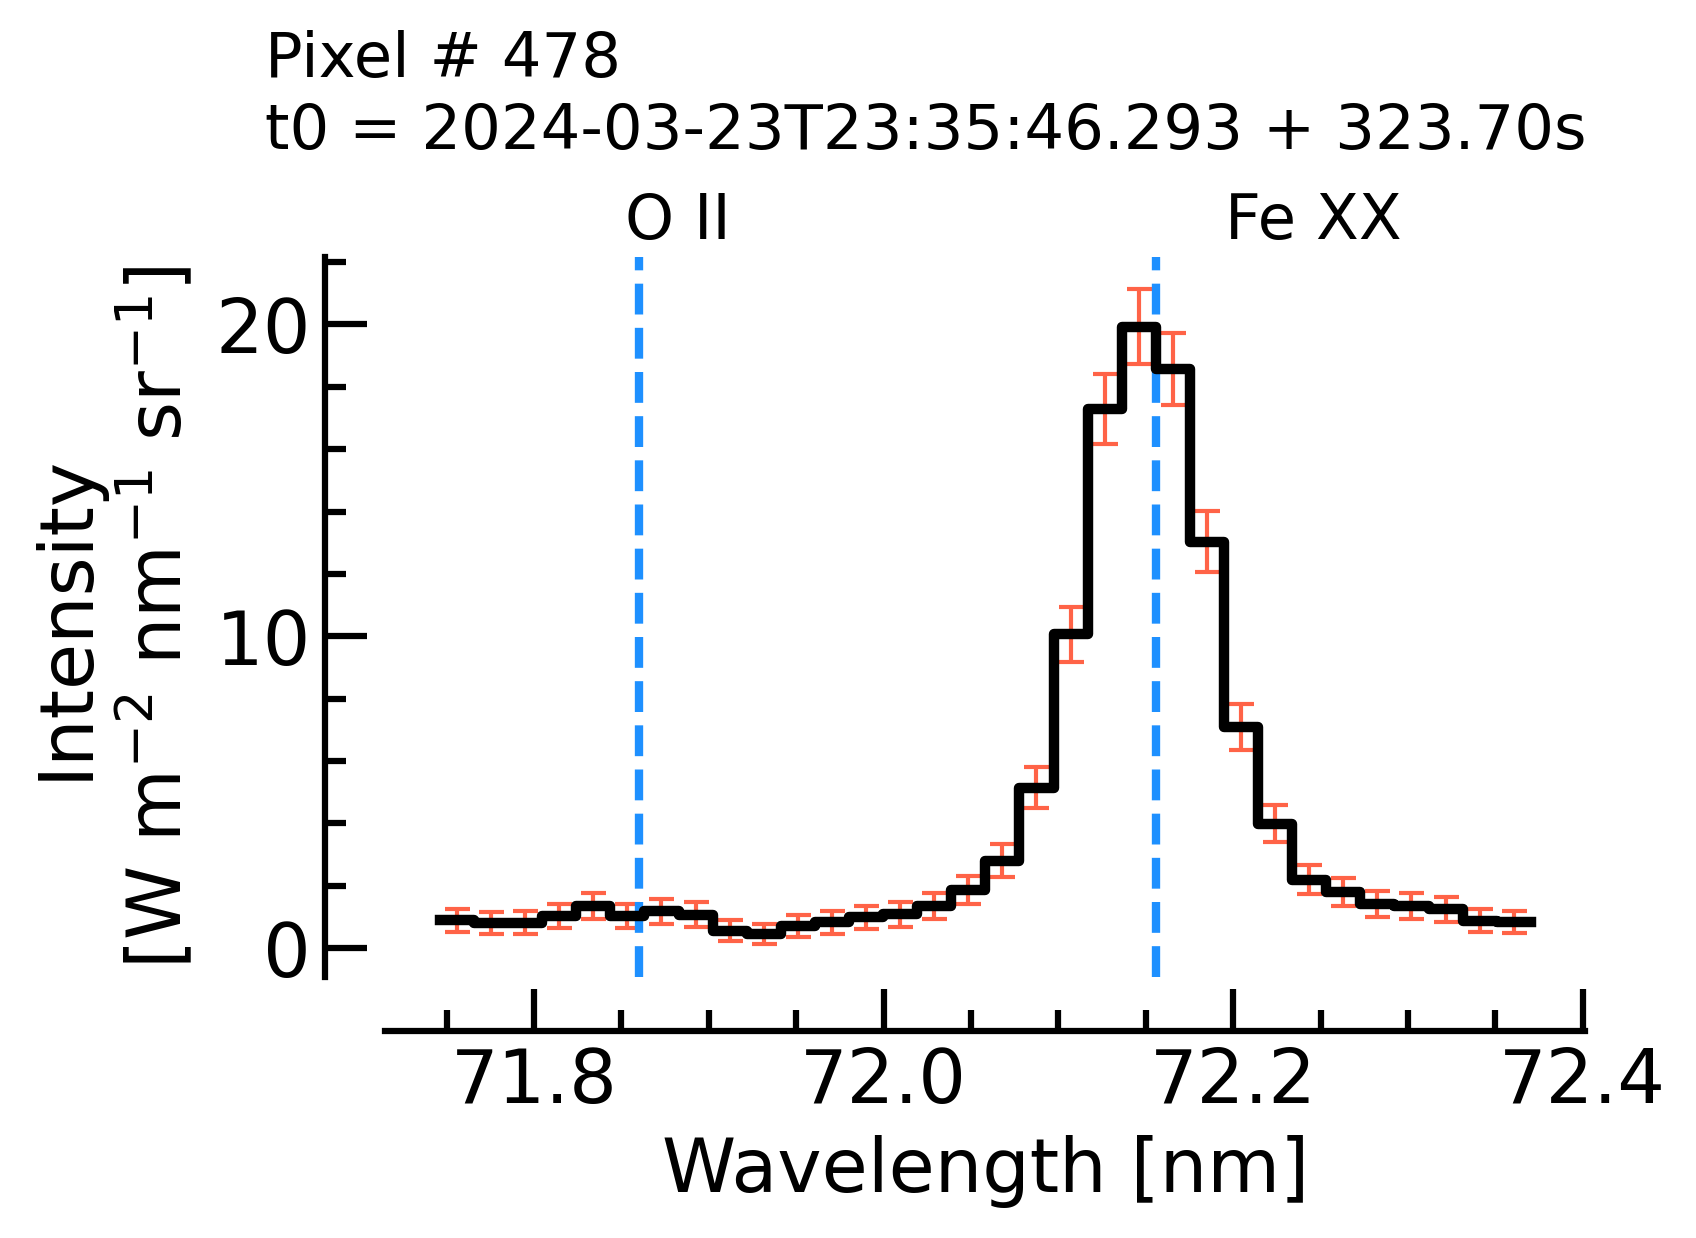 Pixel # 478
t0 = 2024-03-23T23:35:46.293 + 323.70s
O II Fe XX
Intensity
[W m⁻² nm⁻¹ sr⁻¹]
20
10
0
71.8 72.0 72.2 72.4
Wavelength [nm]